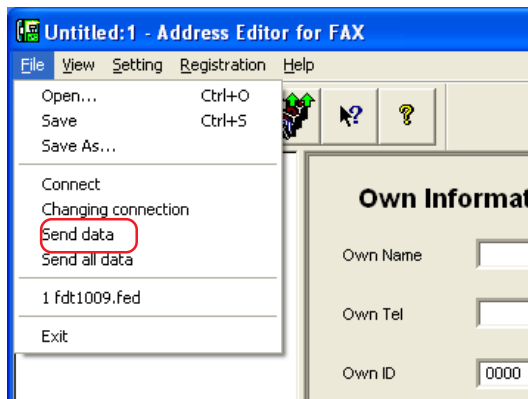 Untitled:1 - Address Editor for FAX
File View Setting Registration Help
Open... Ctrl+O
Save Ctrl+S
Save As...
Connect
Changing connection
Send data
Send all data
1 fdt1009.fed
Exit
Own Informat
Own Name
Own Tel
Own ID 0000